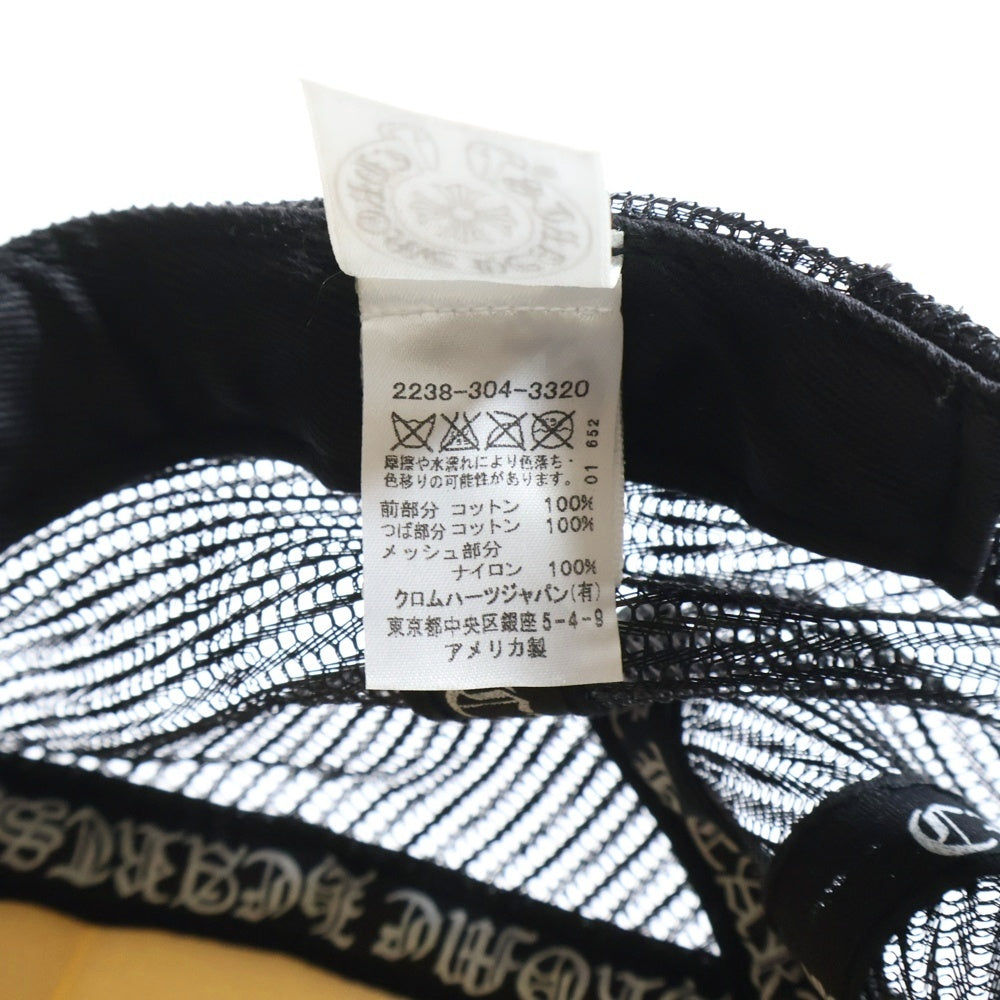 2238-304-3320
01 652
摩擦や水濡れにより色落ち・
色移りの可能性があります。
前部分 コットン 100%
つば部分 コットン 100%
メッシュ部分
ナイロン 100%
クロムハーツジャパン(有)
東京都中央区銀座5-4-9
アメリカ製
CHROME HEARTS